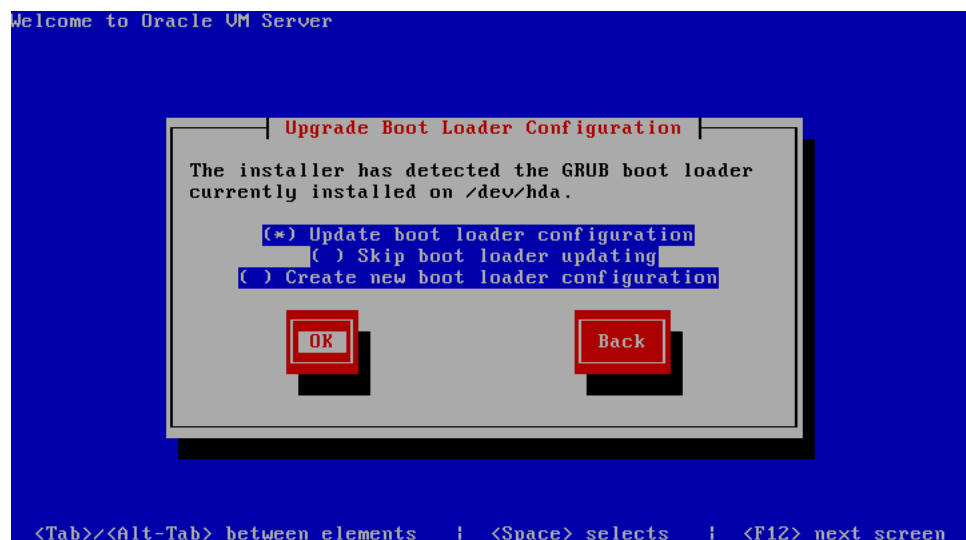 Welcome to Oracle VM Server
Upgrade Boot Loader Configuration
The installer has detected the GRUB boot loader
currently installed on /dev/hda.
(*) Update boot loader configuration
( ) Skip boot loader updating
( ) Create new boot loader configuration
OK Back
<Tab>/<Alt-Tab> between elements | <Space> selects | <F12> next screen